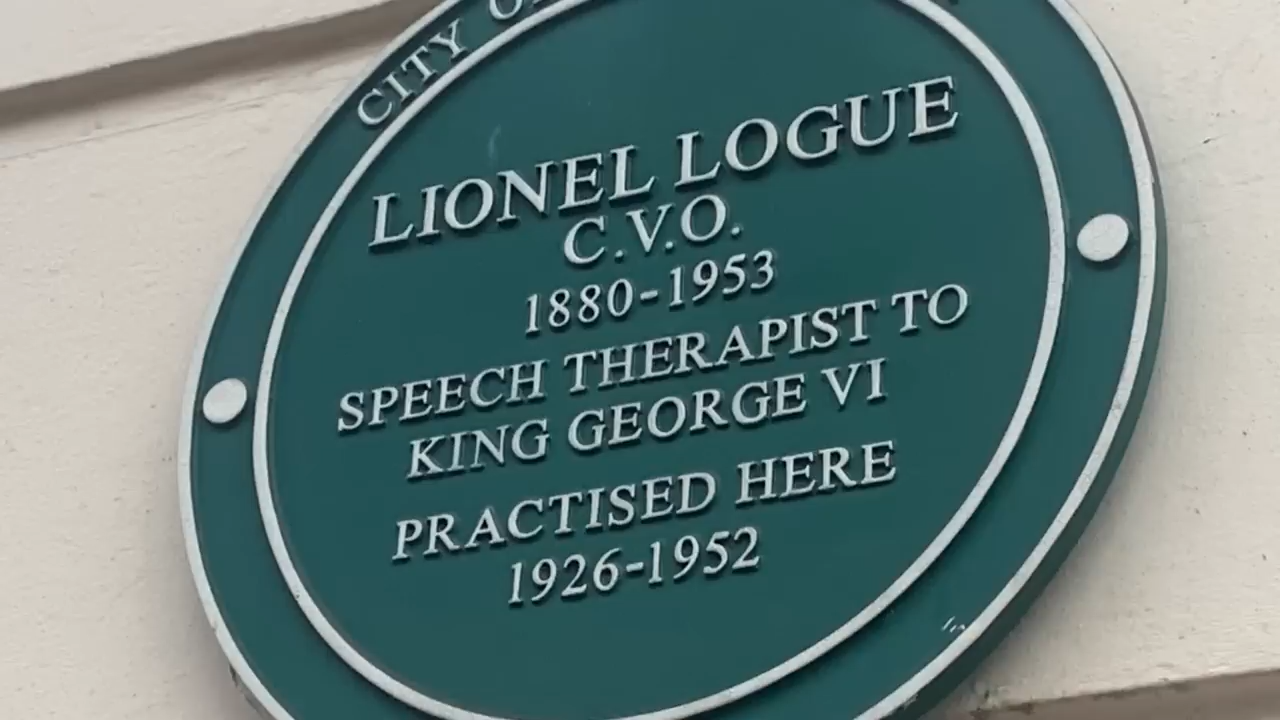 CITY
LIONEL LOGUE
C.V.O.
1880-1953
SPEECH THERAPIST TO
KING GEORGE VI
PRACTISED HERE
1926-1952